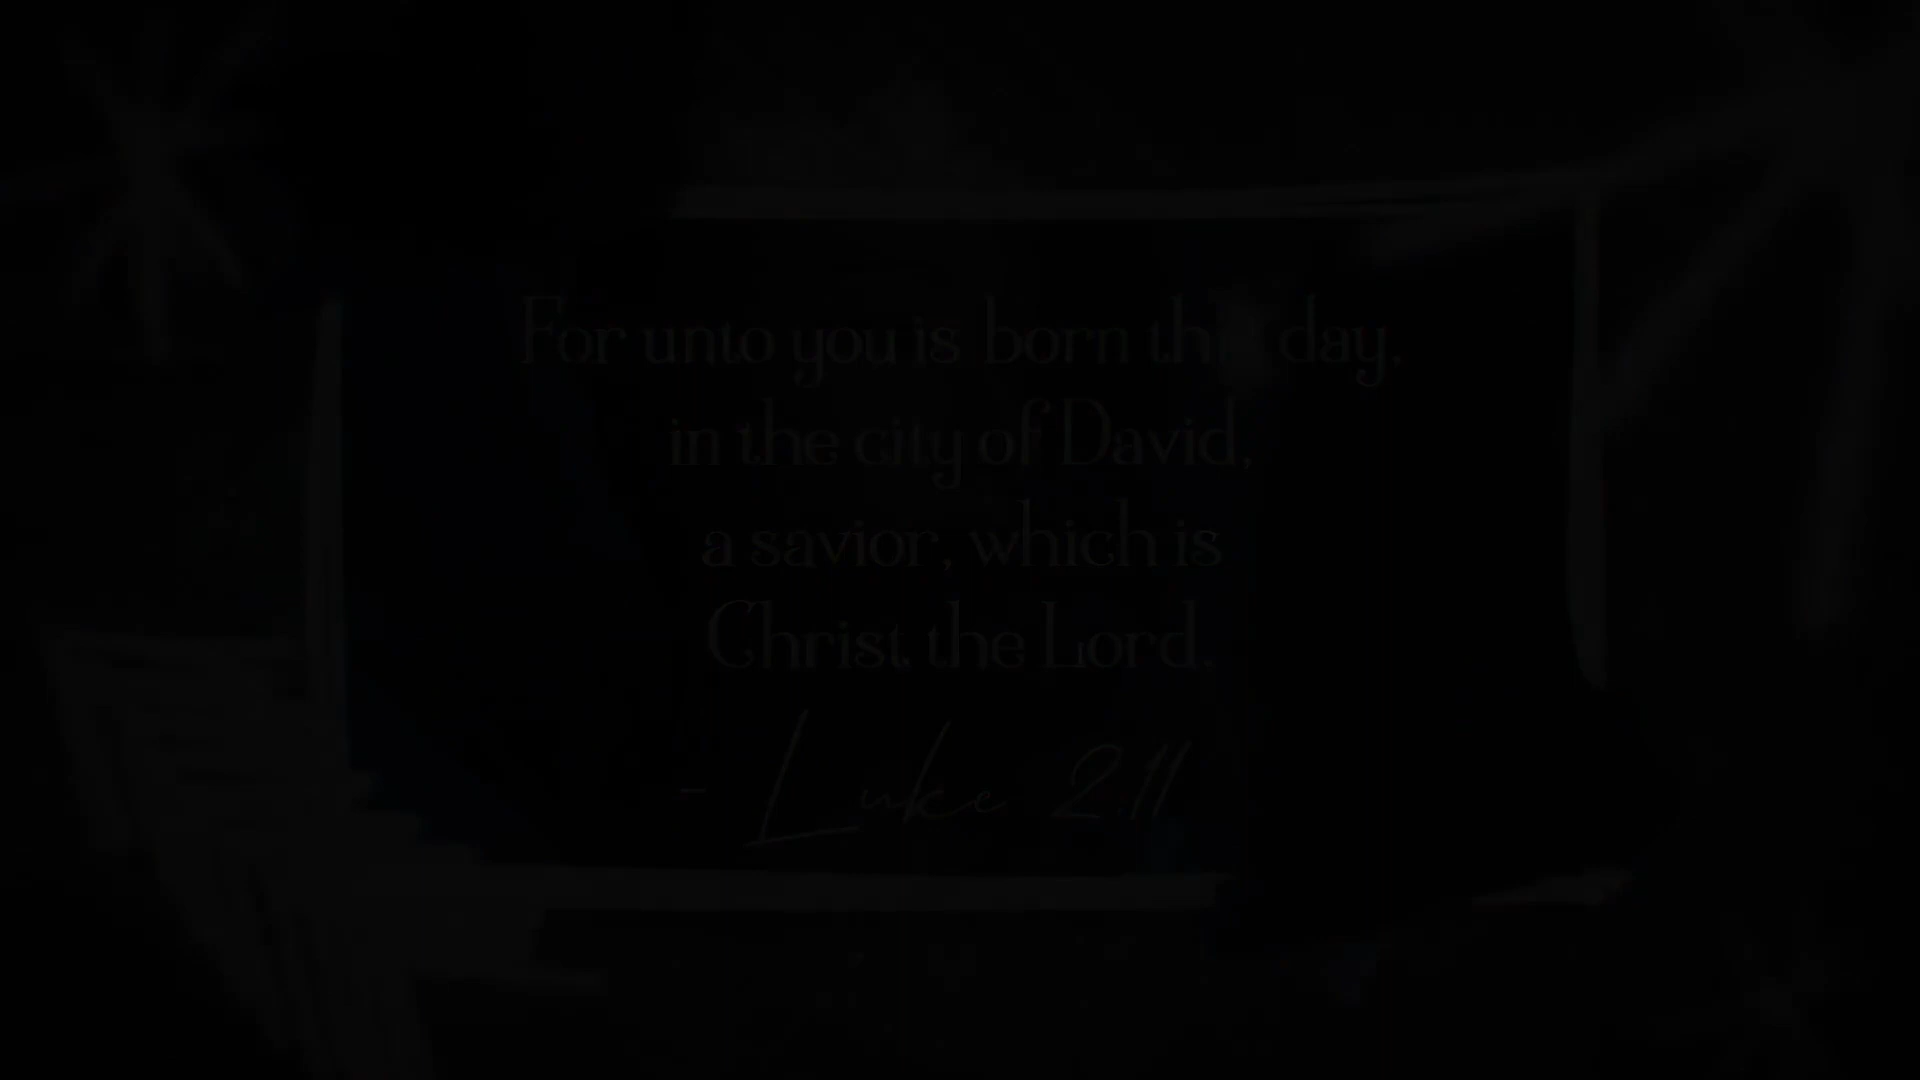 For unto you is born this day,
in the city of David,
a savior, which is
Christ the Lord.
- Luke 2:11